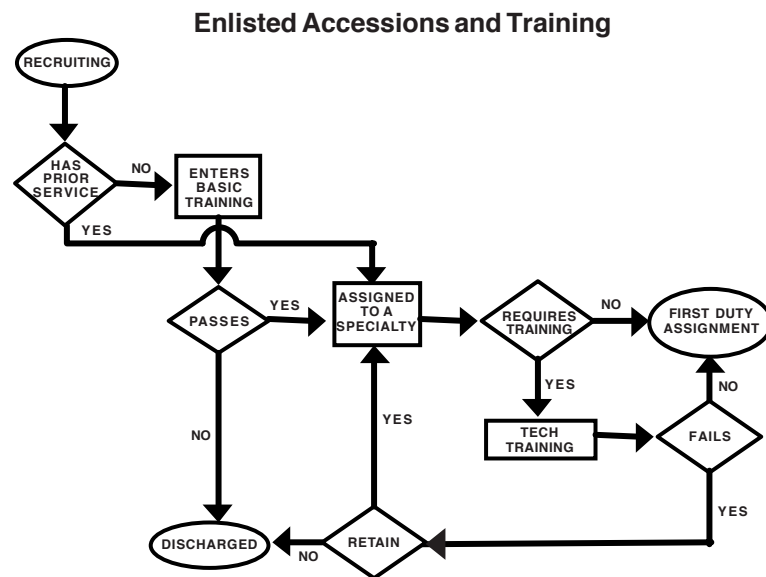 Enlisted Accessions and Training
RECRUITING
HAS
PRIOR
SERVICE
NO
ENTERS
BASIC
TRAINING
YES
PASSES
YES
ASSIGNED
TO A
SPECIALTY
REQUIRES
TRAINING
NO
FIRST DUTY
ASSIGNMENT
YES
NO
TECH
TRAINING
FAILS
NO
YES
YES
DISCHARGED
NO
RETAIN